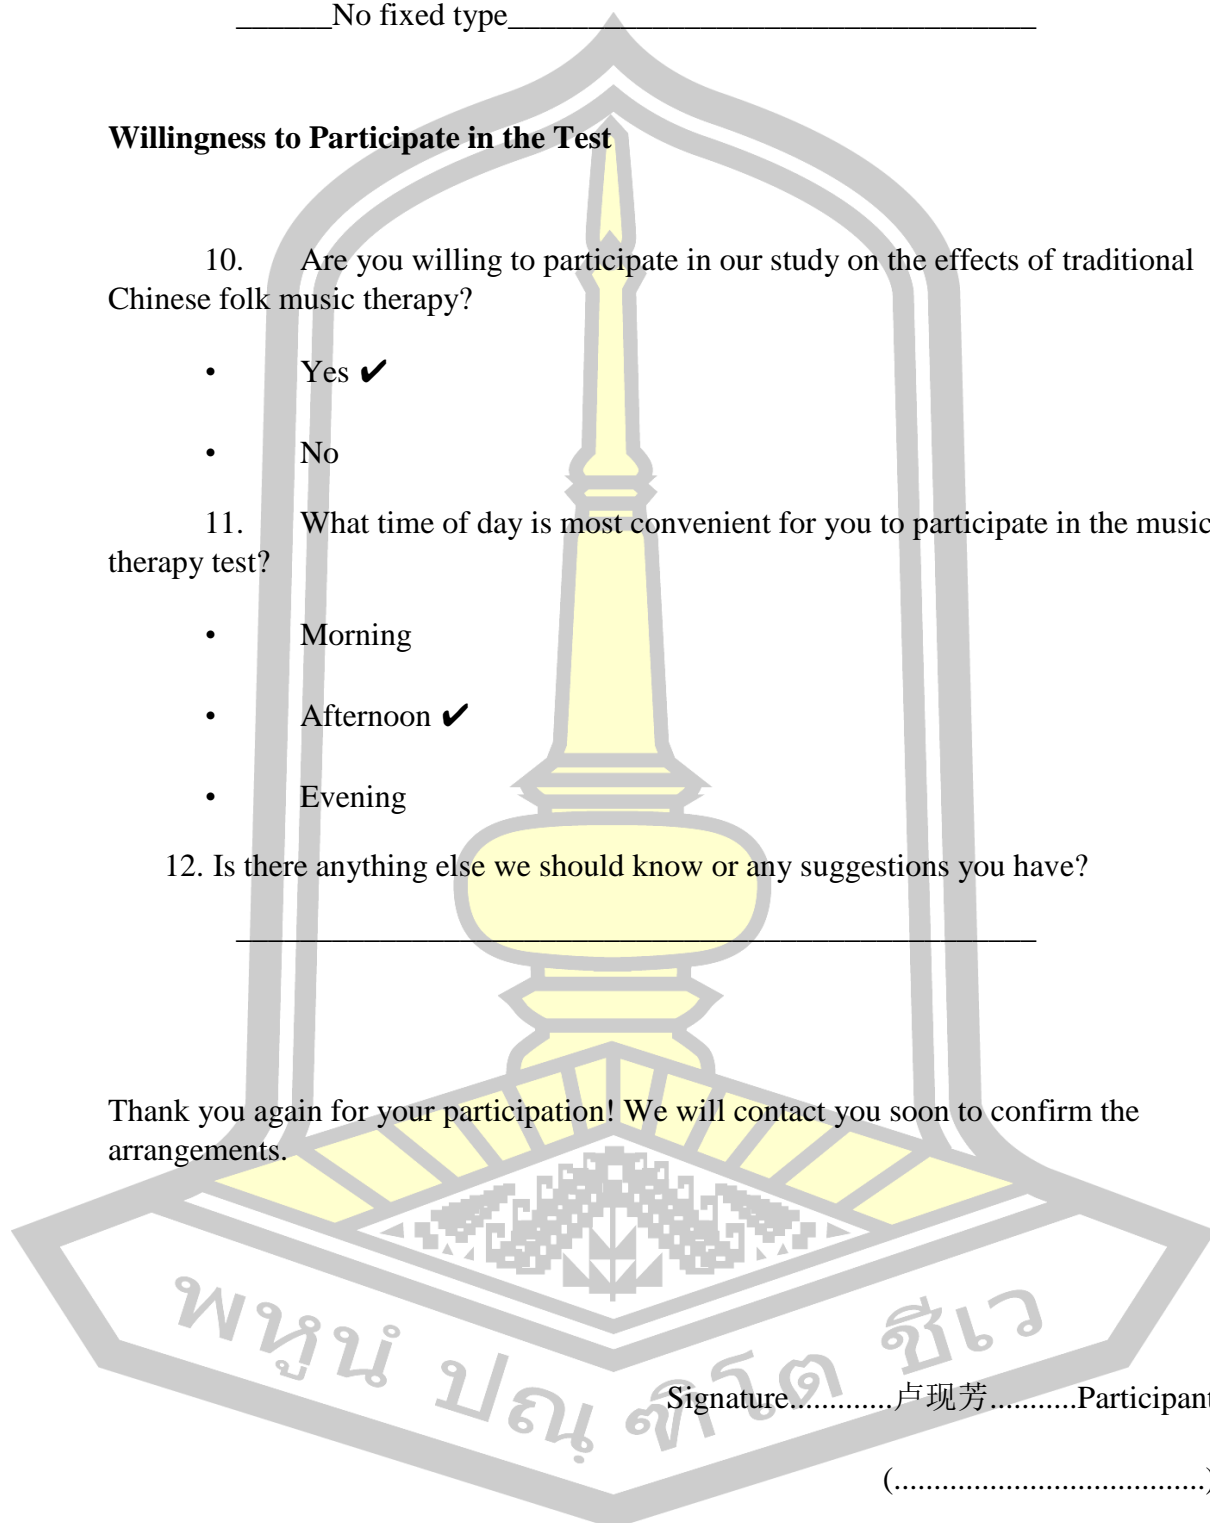 ______No fixed type_________________________________
Willingness to Participate in the Test
10. Are you willing to participate in our study on the effects of traditional
Chinese folk music therapy?
• Yes ✔
• No
11. What time of day is most convenient for you to participate in the music
therapy test?
• Morning
• Afternoon ✔
• Evening
12. Is there anything else we should know or any suggestions you have?
__________________________________________________
Thank you again for your participation! We will contact you soon to confirm the
arrangements.
พหูนํ ปณฺฑิโต ชีเว
Signature.............卢现芳...........Participant
(.......................................)